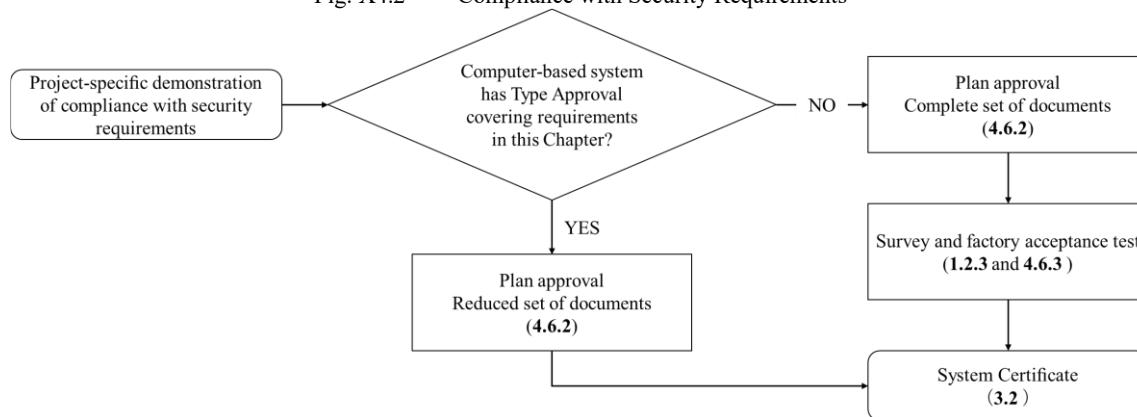 Fig. X4.2 Compliance with Security Requirements
Project-specific demonstration
of compliance with security
requirements
Computer-based system
has Type Approval
covering requirements
in this Chapter?
NO
Plan approval
Complete set of documents
(4.6.2)
YES
Survey and factory acceptance test
(1.2.3 and 4.6.3 )
Plan approval
Reduced set of documents
(4.6.2)
System Certificate
(3.2 )